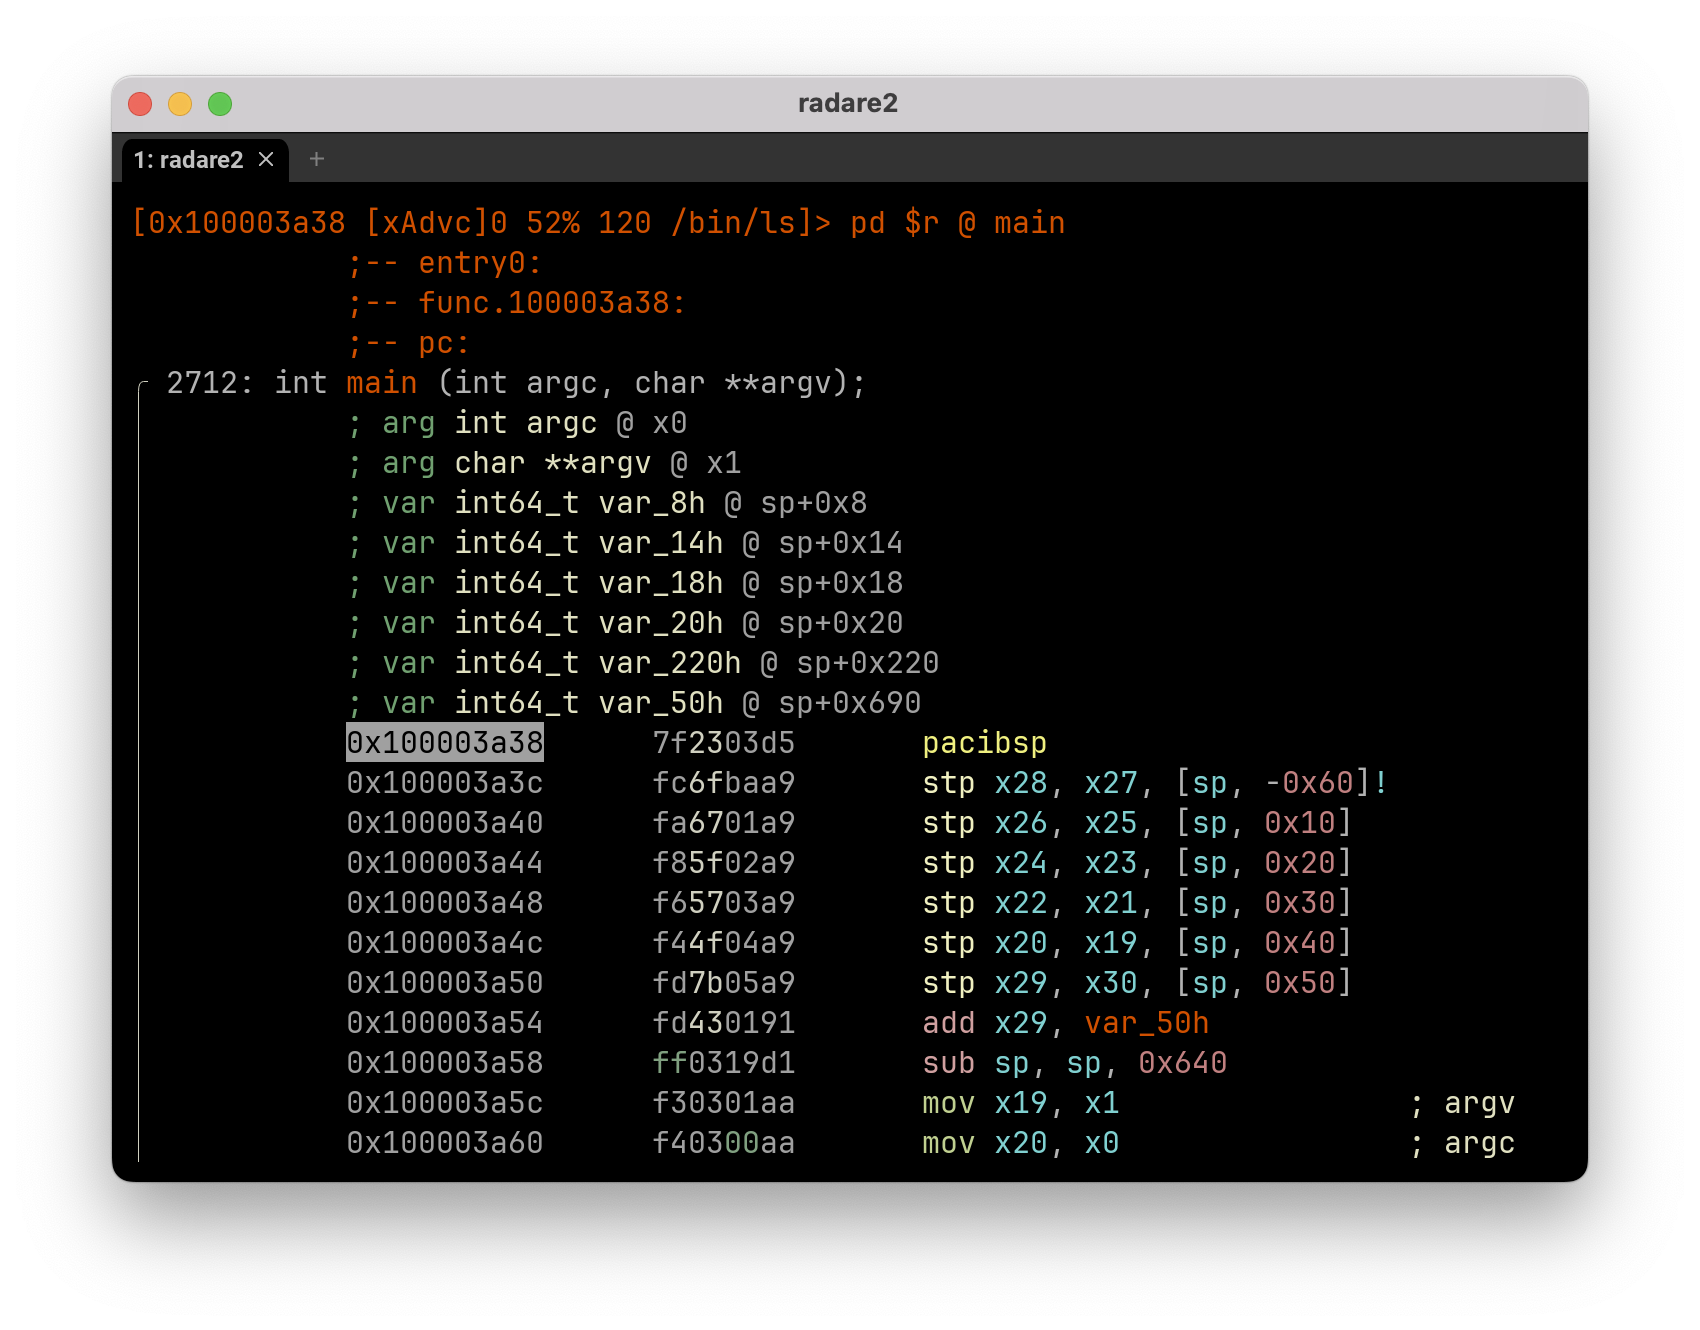 radare2
1: radare2 × +
[0x100003a38 [xAdvc]0 52% 120 /bin/ls]> pd $r @ main
;-- entry0:
;-- func.100003a38:
;-- pc:
2712: int main (int argc, char **argv);
; arg int argc @ x0
; arg char **argv @ x1
; var int64_t var_8h @ sp+0x8
; var int64_t var_14h @ sp+0x14
; var int64_t var_18h @ sp+0x18
; var int64_t var_20h @ sp+0x20
; var int64_t var_220h @ sp+0x220
; var int64_t var_50h @ sp+0x690
0x100003a38 7f2303d5 pacibsp
0x100003a3c fc6fbaa9 stp x28, x27, [sp, -0x60]!
0x100003a40 fa6701a9 stp x26, x25, [sp, 0x10]
0x100003a44 f85f02a9 stp x24, x23, [sp, 0x20]
0x100003a48 f65703a9 stp x22, x21, [sp, 0x30]
0x100003a4c f44f04a9 stp x20, x19, [sp, 0x40]
0x100003a50 fd7b05a9 stp x29, x30, [sp, 0x50]
0x100003a54 fd430191 add x29, var_50h
0x100003a58 ff0319d1 sub sp, sp, 0x640
0x100003a5c f30301aa mov x19, x1 ; argv
0x100003a60 f40300aa mov x20, x0 ; argc